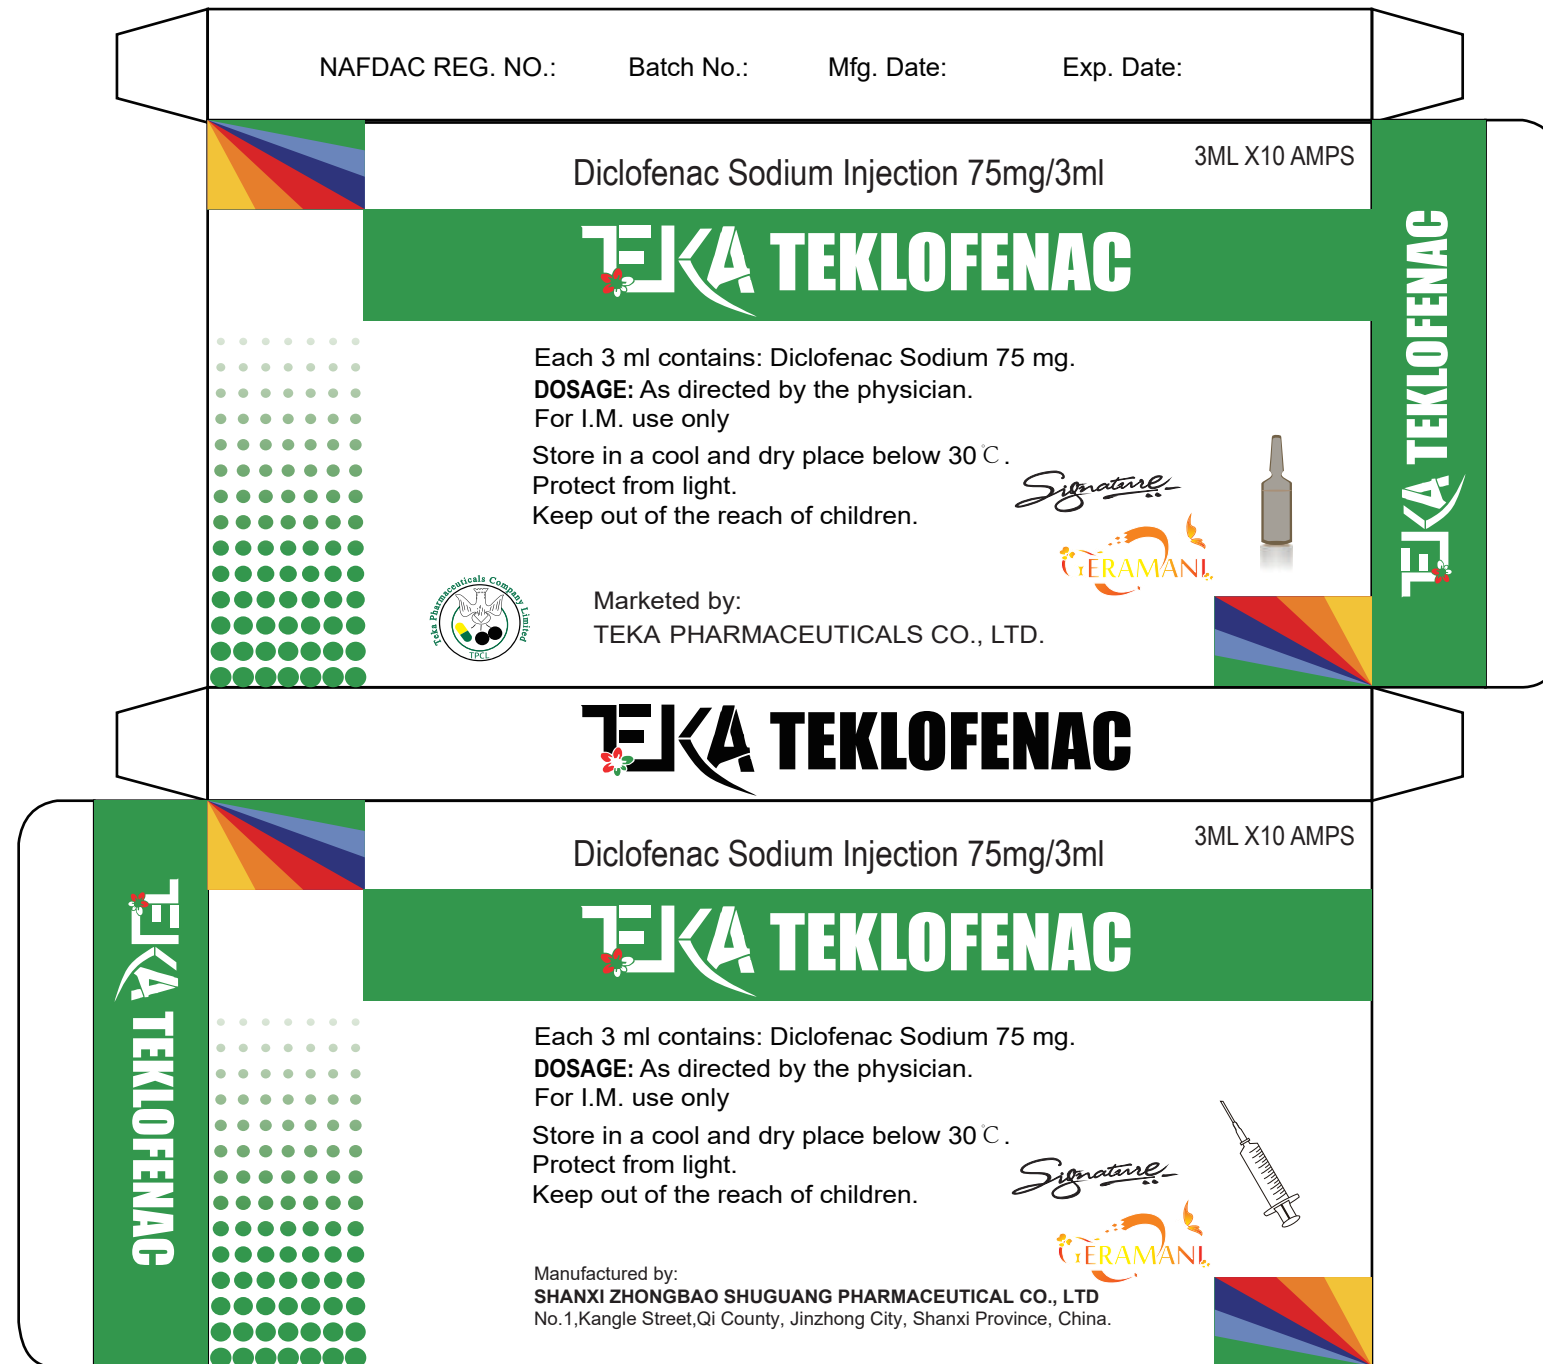 NAFDAC REG. NO.: Batch No.: Mfg. Date: Exp. Date:
Diclofenac Sodium Injection 75mg/3ml
3ML X10 AMPS
TEKA TEKLOFENAC
TEKA TEKLOFENAC
Each 3 ml contains: Diclofenac Sodium 75 mg.
DOSAGE: As directed by the physician.
For I.M. use only
Store in a cool and dry place below 30℃.
Protect from light.
Keep out of the reach of children.
Signature
GERAMANI
Teka Pharmaceuticals Company Limited
TPCL
Marketed by:
TEKA PHARMACEUTICALS CO., LTD.
TEKA TEKLOFENAC
Diclofenac Sodium Injection 75mg/3ml
3ML X10 AMPS
TEKA TEKLOFENAC
TEKA TEKLOFENAC
Each 3 ml contains: Diclofenac Sodium 75 mg.
DOSAGE: As directed by the physician.
For I.M. use only
Store in a cool and dry place below 30℃.
Protect from light.
Keep out of the reach of children.
Signature
GERAMANI
Manufactured by:
SHANXI ZHONGBAO SHUGUANG PHARMACEUTICAL CO., LTD
No.1,Kangle Street,Qi County, Jinzhong City, Shanxi Province, China.